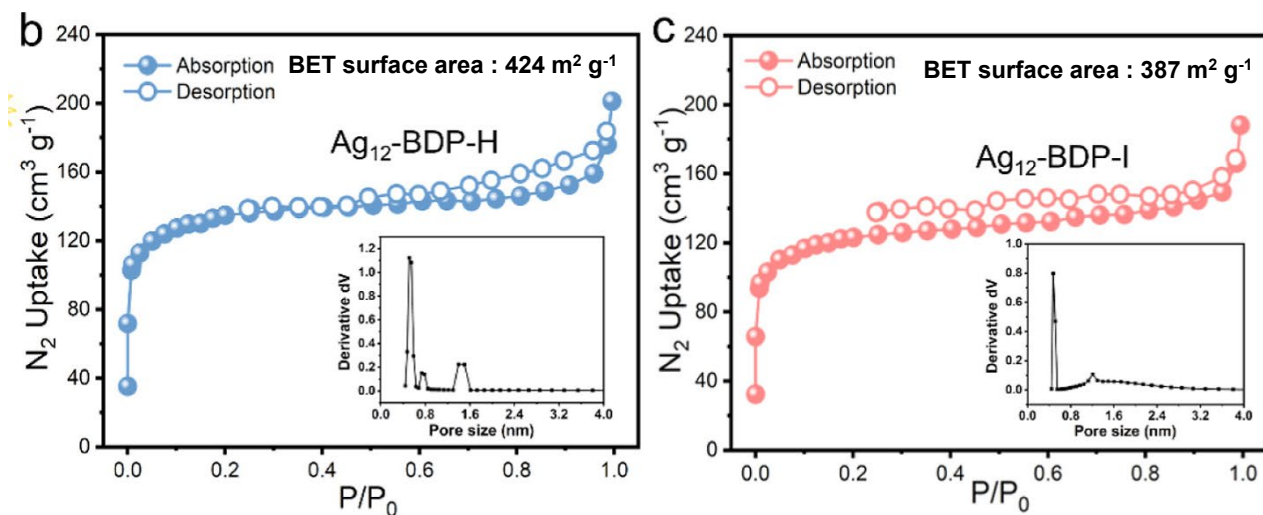 b
240
200
160
120
80
40
0
N₂ Uptake (cm³ g⁻¹)
Absorption
Desorption
BET surface area : 424 m² g⁻¹
Ag₁₂-BDP-H
1.2
1.0
0.8
0.6
0.4
0.2
0.0
Derivative dV
0.0 0.8 1.6 2.4 3.2 4.0
Pore size (nm)
0.0 0.2 0.4 0.6 0.8 1.0
P/P₀
c
240
200
160
120
80
40
0
N₂ Uptake (cm³ g⁻¹)
Absorption
Desorption
BET surface area : 387 m² g⁻¹
Ag₁₂-BDP-I
1.0
0.8
0.6
0.4
0.2
0.0
Derivative dV
0.0 0.8 1.6 2.4 3.2 4.0
Pore size (nm)
0.0 0.2 0.4 0.6 0.8 1.0
P/P₀